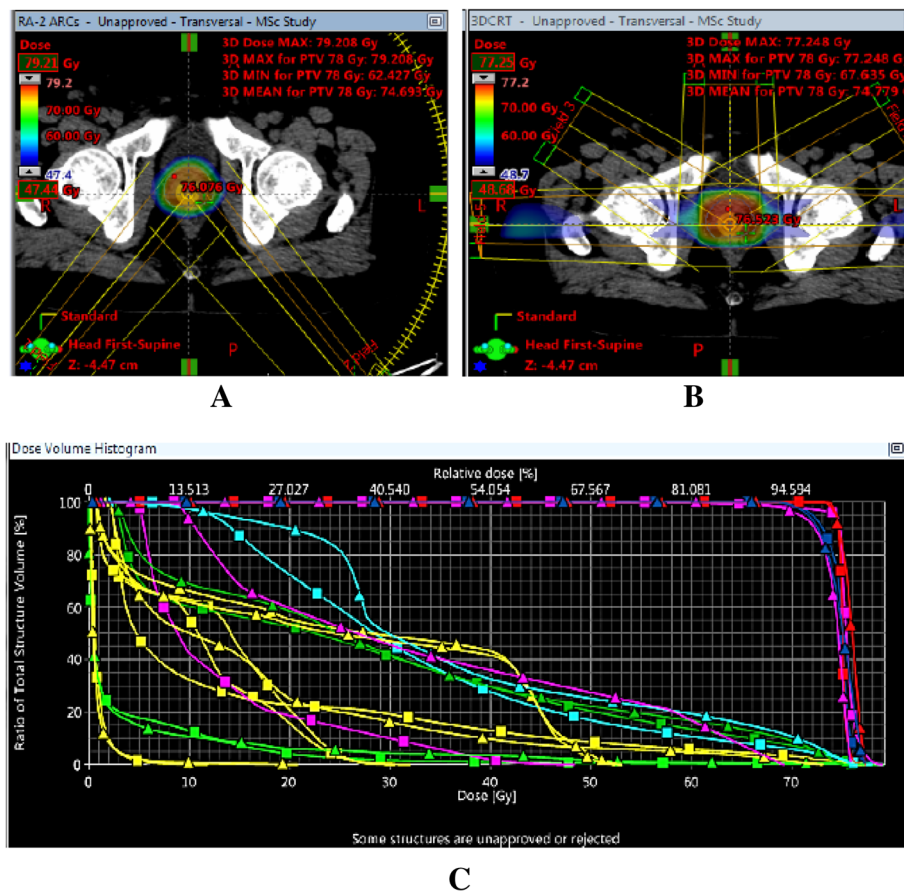 RA-2 ARCs - Unapproved - Transversal - MSc Study
Dose
79.21 Gy
79.2
70.00 Gy
60.00 Gy
47.4
47.44 Gy
3D Dose MAX: 79.208 Gy
3D MAX for PTV 78 Gy: 79.208 Gy
3D MIN for PTV 78 Gy: 62.427 Gy
3D MEAN for PTV 78 Gy: 74.693 Gy
76.076 Gy
R
L
Standard
Head First-Supine
Z: -4.47 cm
P
A
3DCRT - Unapproved - Transversal - MSc Study
Dose
77.25
77.2
70.00 Gy
60.00 Gy
48.7
48.68 Gy
3D Dose MAX: 77.248 Gy
3D MAX for PTV 78 Gy: 77.248 G
3D MIN for PTV 78 Gy: 67.635 Gy
3D MEAN for PTV 78 Gy: 74.779 G
Field 3
Field
76.523 Gy
R
L
Standard
Head First-Supine
Z: -4.47 cm
P
B
Dose Volume Histogram
Relative dose [%]
0 13.513 27.027 40.540 54.054 57.567 81.081 94.594
Ratio of Total Structure Volume [%]
100
80
60
40
20
0
0 10 20 30 40 50 60 70
Dose [Gy]
Some structures are unapproved or rejected
C